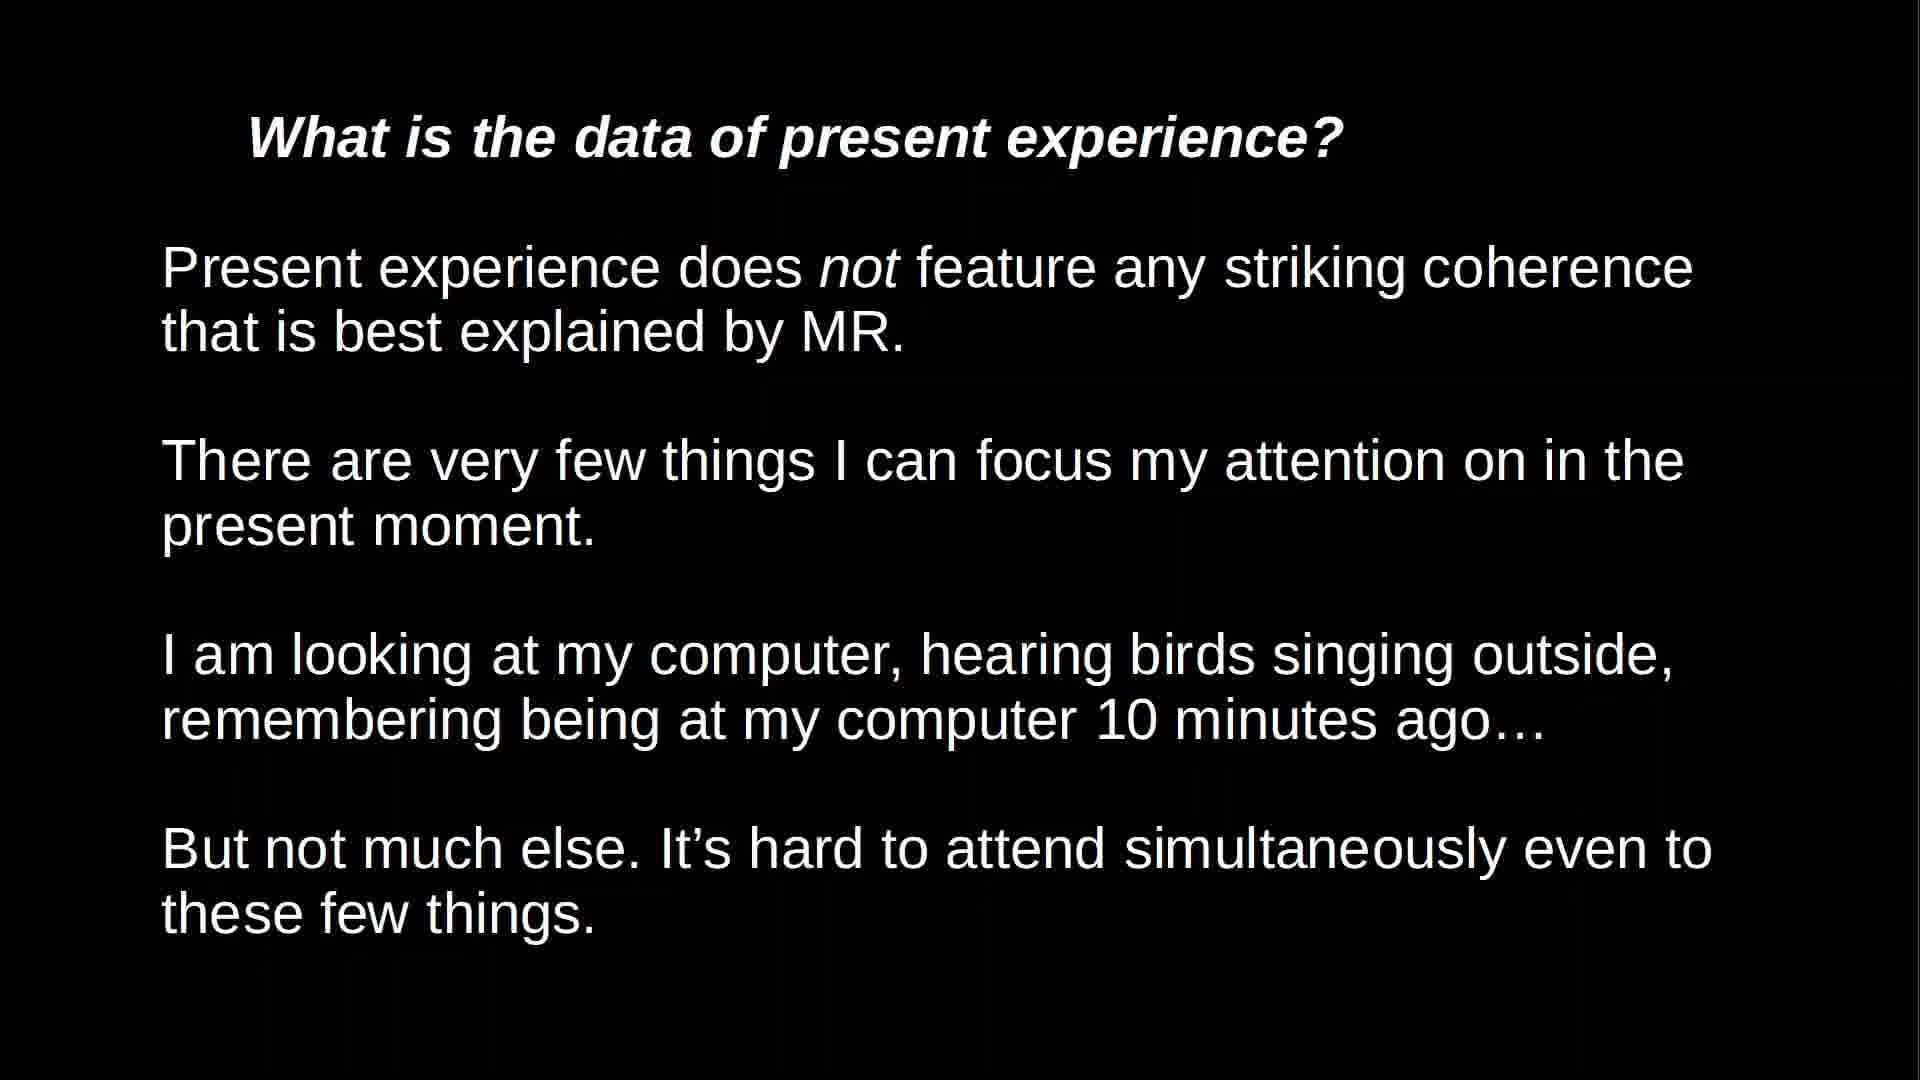 What is the data of present experience?
Present experience does not feature any striking coherence
that is best explained by MR.
There are very few things I can focus my attention on in the
present moment.
I am looking at my computer, hearing birds singing outside,
remembering being at my computer 10 minutes ago…
But not much else. It’s hard to attend simultaneously even to
these few things.